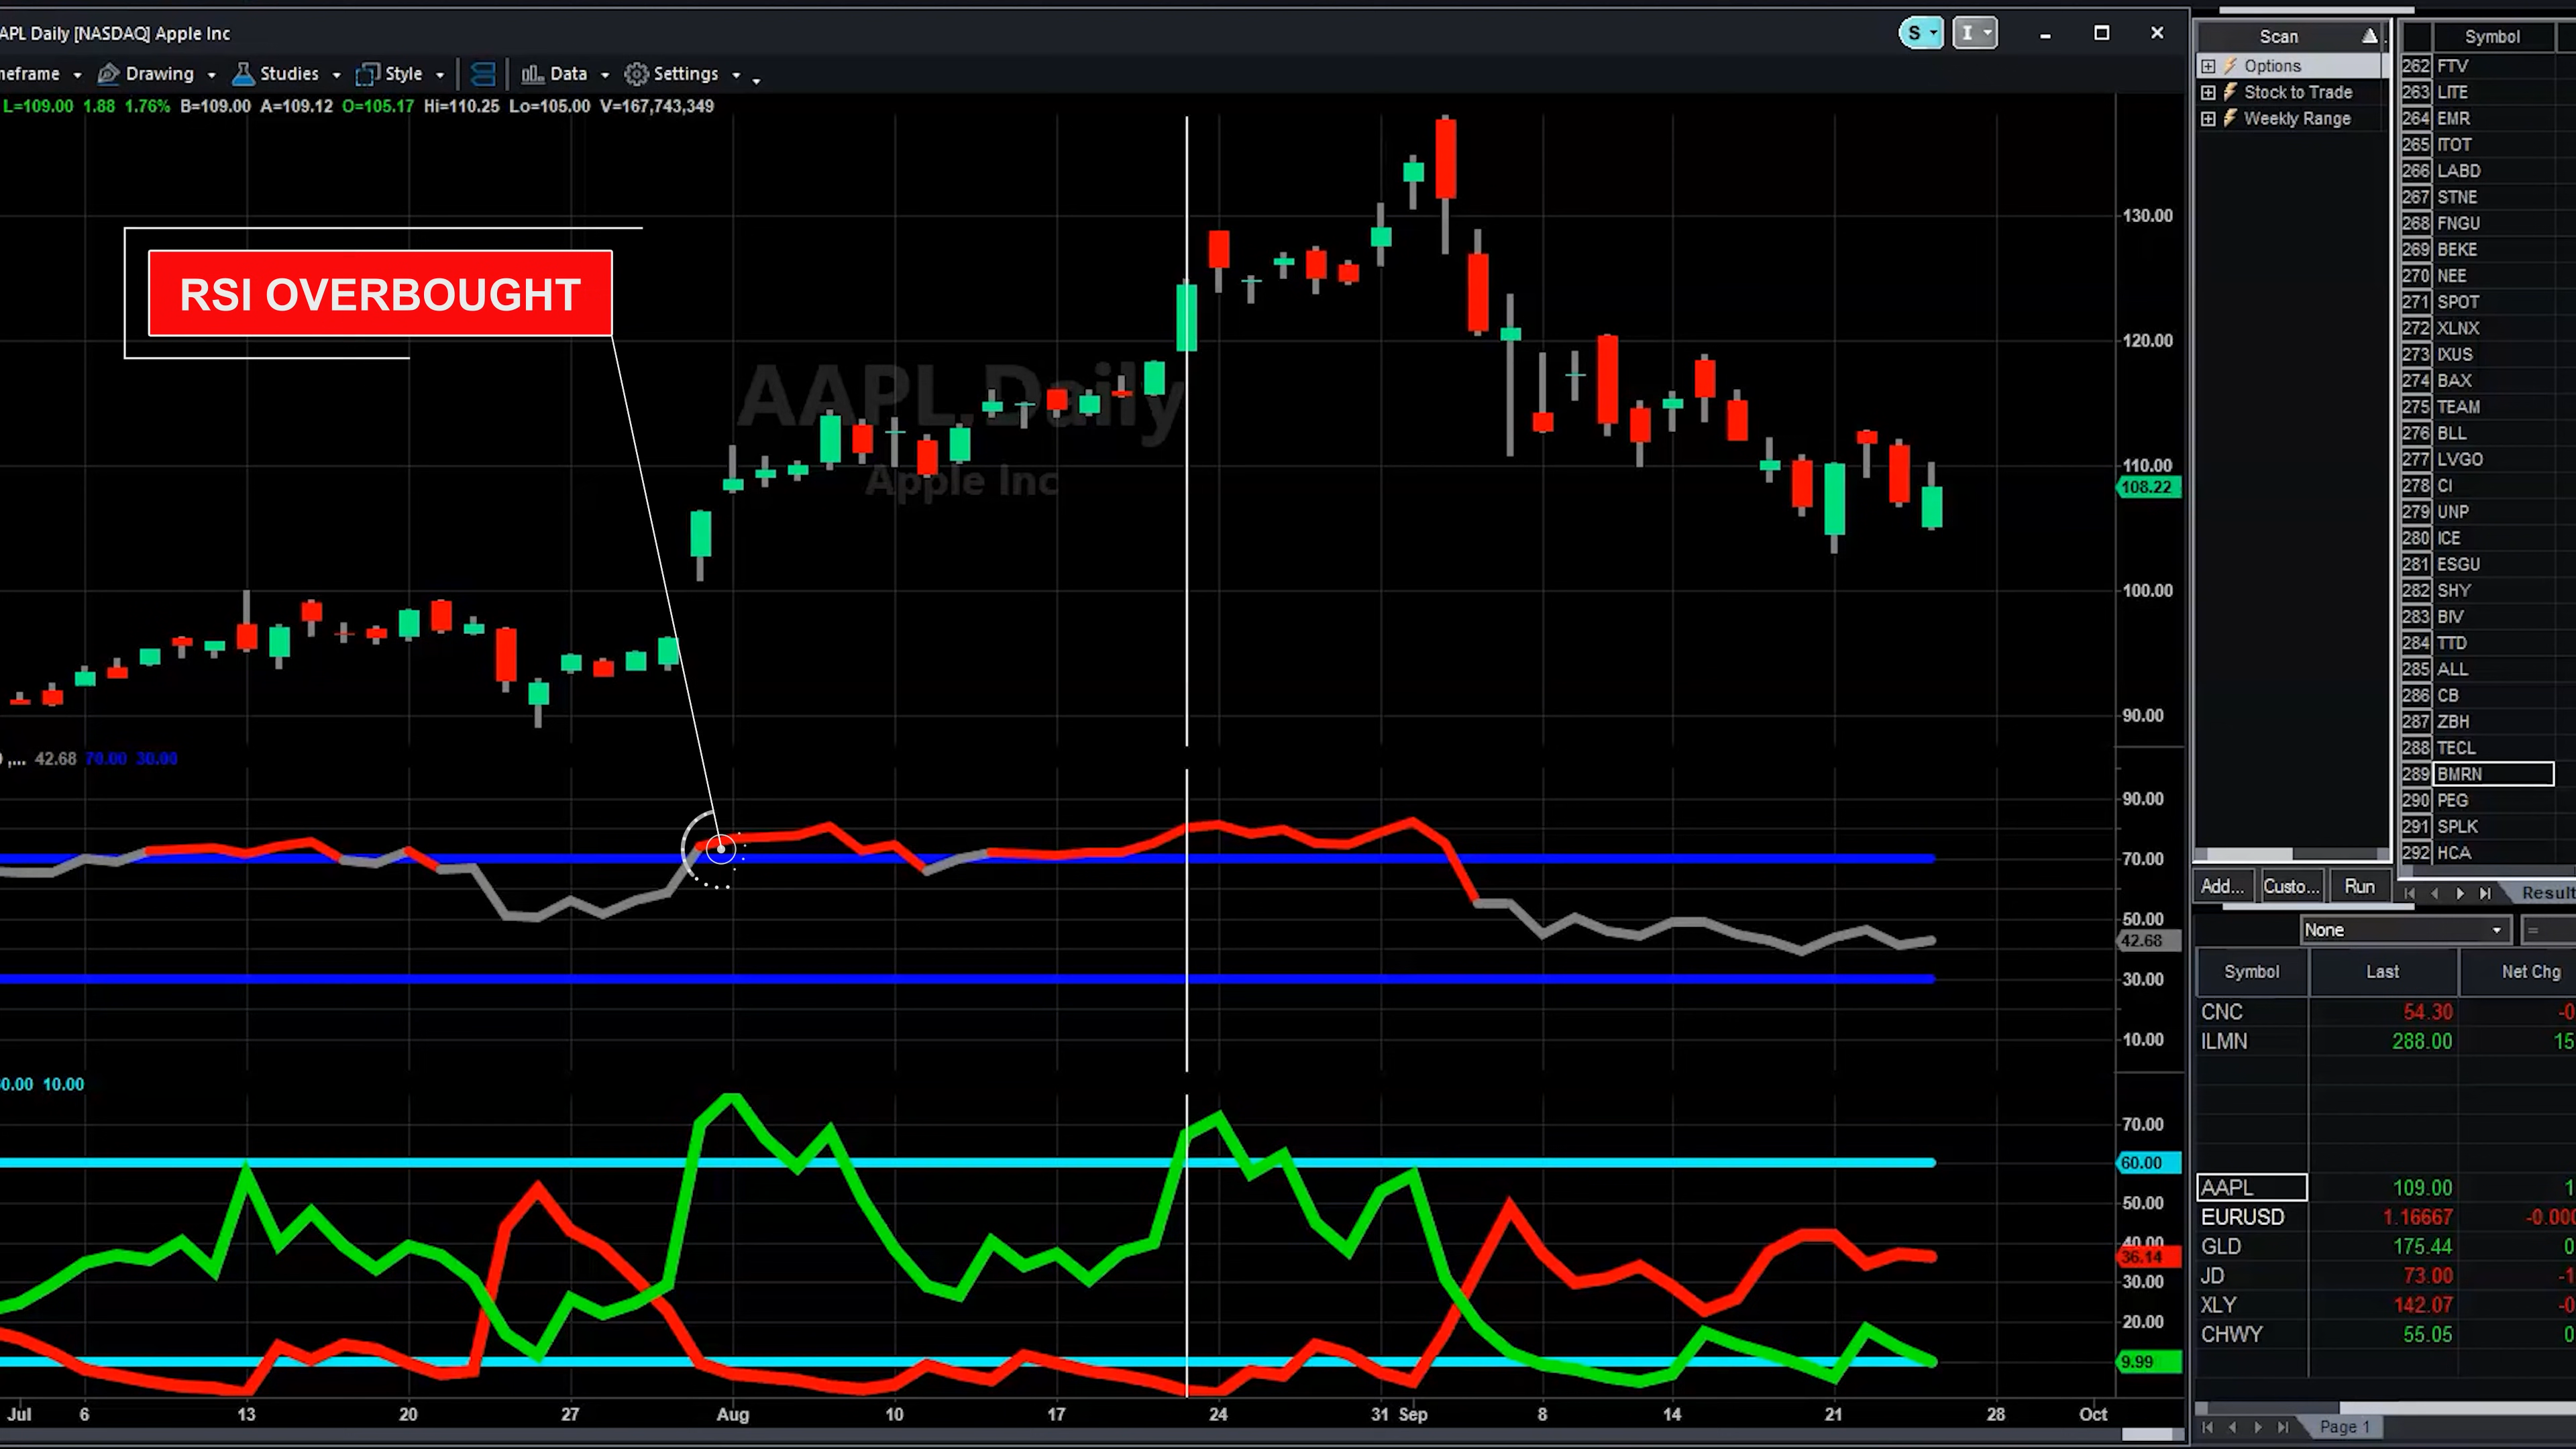 APL Daily [NASDAQ] Apple Inc
S
I
neframe Drawing Studies Style Data Settings
L=109.00 1.88 1.76% B=109.00 A=109.12 O=105.17 Hi=110.25 Lo=105.00 V=167,743,349
RSI OVERBOUGHT
AAPL,Daily
Apple Inc
130.00
120.00
110.00
108.22
100.00
90.00
,... 42.68 70.00 30.00
90.00
70.00
50.00
42.68
30.00
10.00
0.00 10.00
70.00
60.00
50.00
40.00
36.14
30.00
20.00
9.99
Jul 6 13 20 27 Aug 10 17 24 31 Sep 8 14 21 28 Oct
Scan
Options
Stock to Trade
Weekly Range
Add... Custo... Run
Symbol
262 FTV
263 LITE
264 EMR
265 ITOT
266 LABD
267 STNE
268 FNGU
269 BEKE
270 NEE
271 SPOT
272 XLNX
273 IXUS
274 BAX
275 TEAM
276 BLL
277 LVGO
278 CI
279 UNP
280 ICE
281 ESGU
282 SHY
283 BIV
284 TTD
285 ALL
286 CB
287 ZBH
288 TECL
289 BMRN
290 PEG
291 SPLK
292 HCA
Result
None =
Symbol Last Net Chg
CNC 54.30 -0
ILMN 288.00 15
AAPL 109.00 1
EURUSD 1.16667 -0.000
GLD 175.44 0
JD 73.00 -1
XLY 142.07 -0
CHWY 55.05 0
Page 1